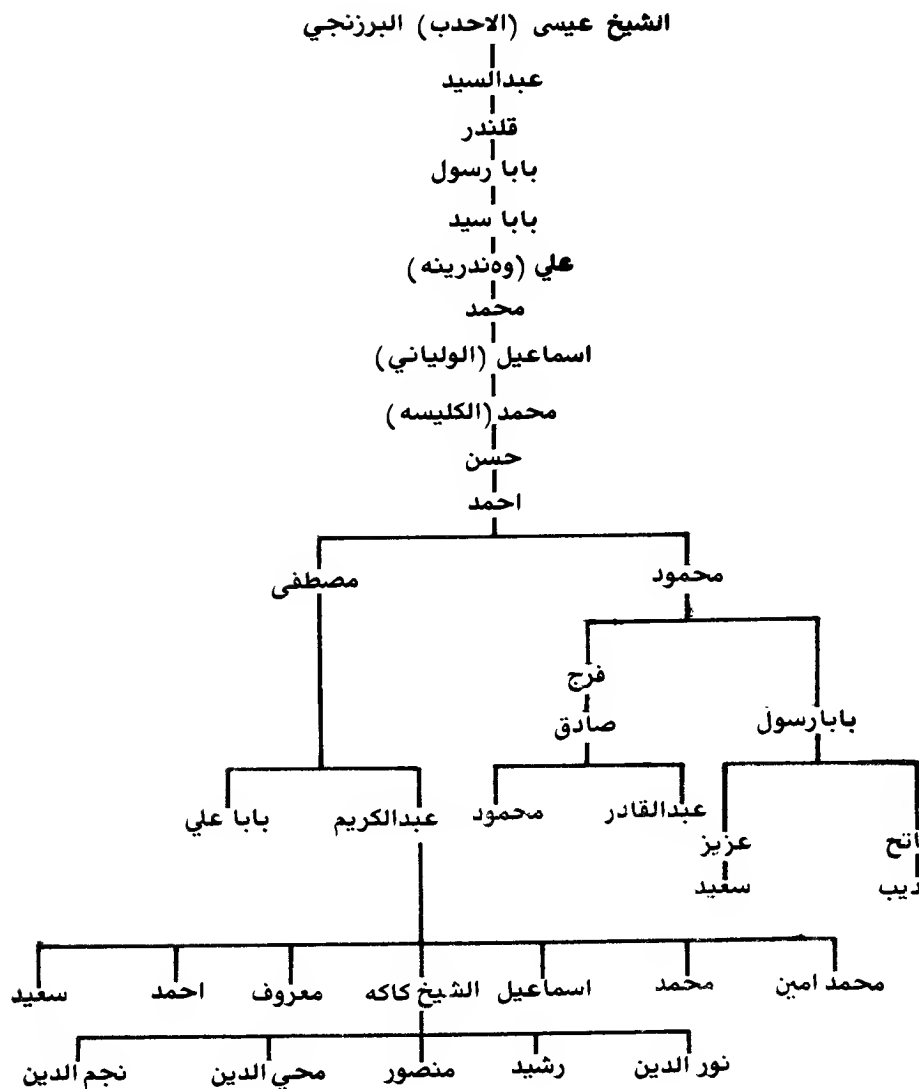 الشيخ عيسى (الاحدب) البرزنجي
عبدالسيد
قلندر
بابا رسول
بابا سيد
علي (وەندرينه)
محمد
اسماعيل (الولياني)
محمد (الكليسه)
حسن
احمد
محمود مصطفى
فرج
بابارسول صادق
عبدالقادر محمود عبدالكريم بابا علي
اتح عزيز
ديب سعيد
محمد امين محمد اسماعيل الشيخ كاكه معروف احمد سعيد
نور الدين رشيد منصور محي الدين نجم الدين